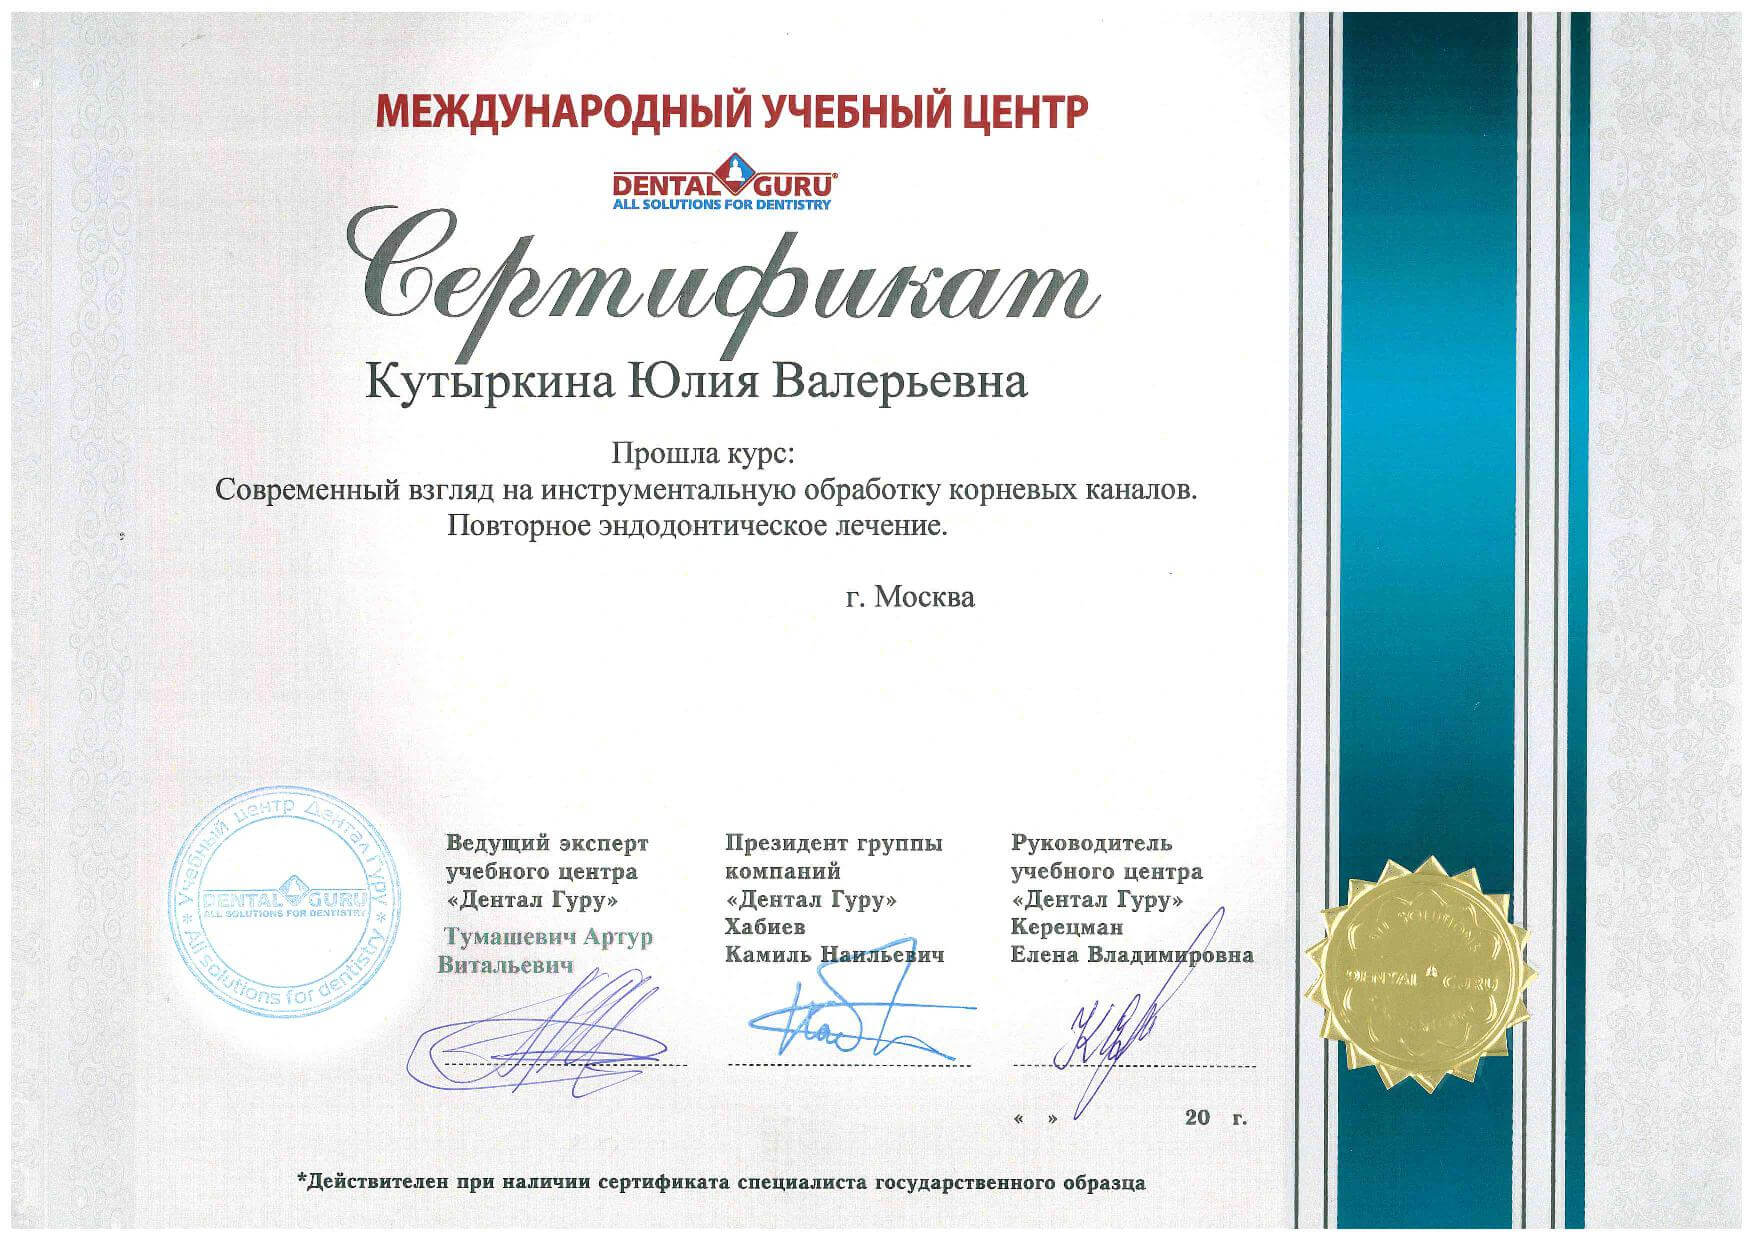 МЕЖДУНАРОДНЫЙ УЧЕБНЫЙ ЦЕНТР
DENTAL GURU®
ALL SOLUTIONS FOR DENTISTRY
Сертификат
Кутыркина Юлия Валерьевна
Прошла курс:
Современный взгляд на инструментальную обработку корневых каналов.
Повторное эндодонтическое лечение.
г. Москва
* Учебный центр ДенталГуру *
DENTAL GURU
ALL SOLUTIONS FOR DENTISTRY
All solutions for dentistry
Ведущий эксперт
учебного центра
«Дентал Гуру»
Тумашевич Артур
Витальевич
Президент группы
компаний
«Дентал Гуру»
Хабиев
Камиль Наильевич
Руководитель
учебного центра
«Дентал Гуру»
Керецман
Елена Владимировна
« » 20 г.
ALL SOLUTIONS
DENTAL GURU
*Действителен при наличии сертификата специалиста государственного образца